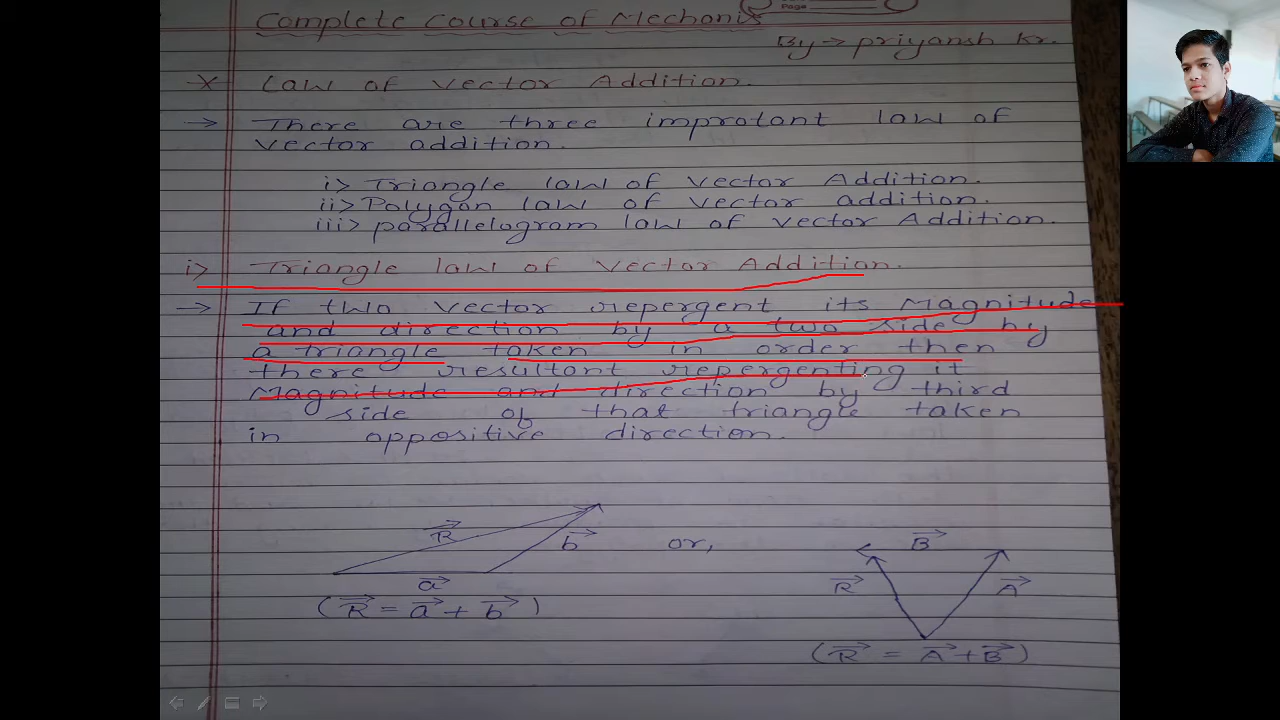 Page
Complete Course of Mechanis
By → priyansh kr.
Law of Vector Addition.
→ There are three improtant law of
vector addition.
i> Triangle law of Vector Addition.
ii> Polygan law of vector addition.
iii> parallelogram law of vector Addition.
i> Triangle law of Vector Addition.
→ If two vector repergent its Magnitude
and direction by a two side by
a triangle taken in order then
there resultant repergenting it
Magnitude and direction by third
side of that triangle taken
in oppositive direction.
R
b
a
(R = a + b)
or,
B
R
A
(R = A + B)